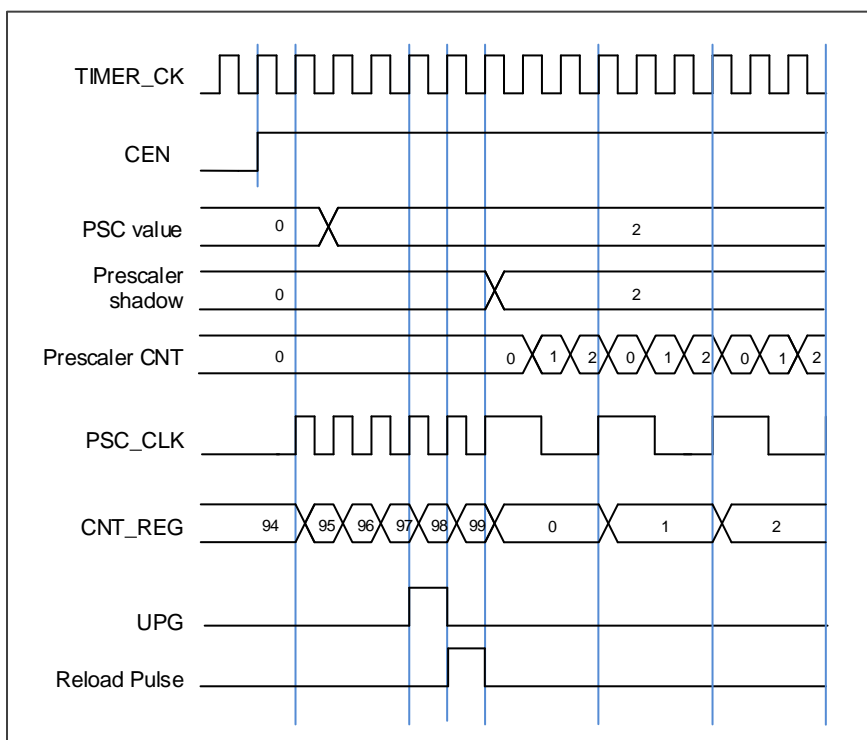 TIMER_CK
CEN
PSC value 0 2
Prescaler
shadow 0 2
Prescaler CNT 0 0 1 2 0 1 2 0 1 2
PSC_CLK
CNT_REG 94 95 96 97 98 99 0 1 2
UPG
Reload Pulse